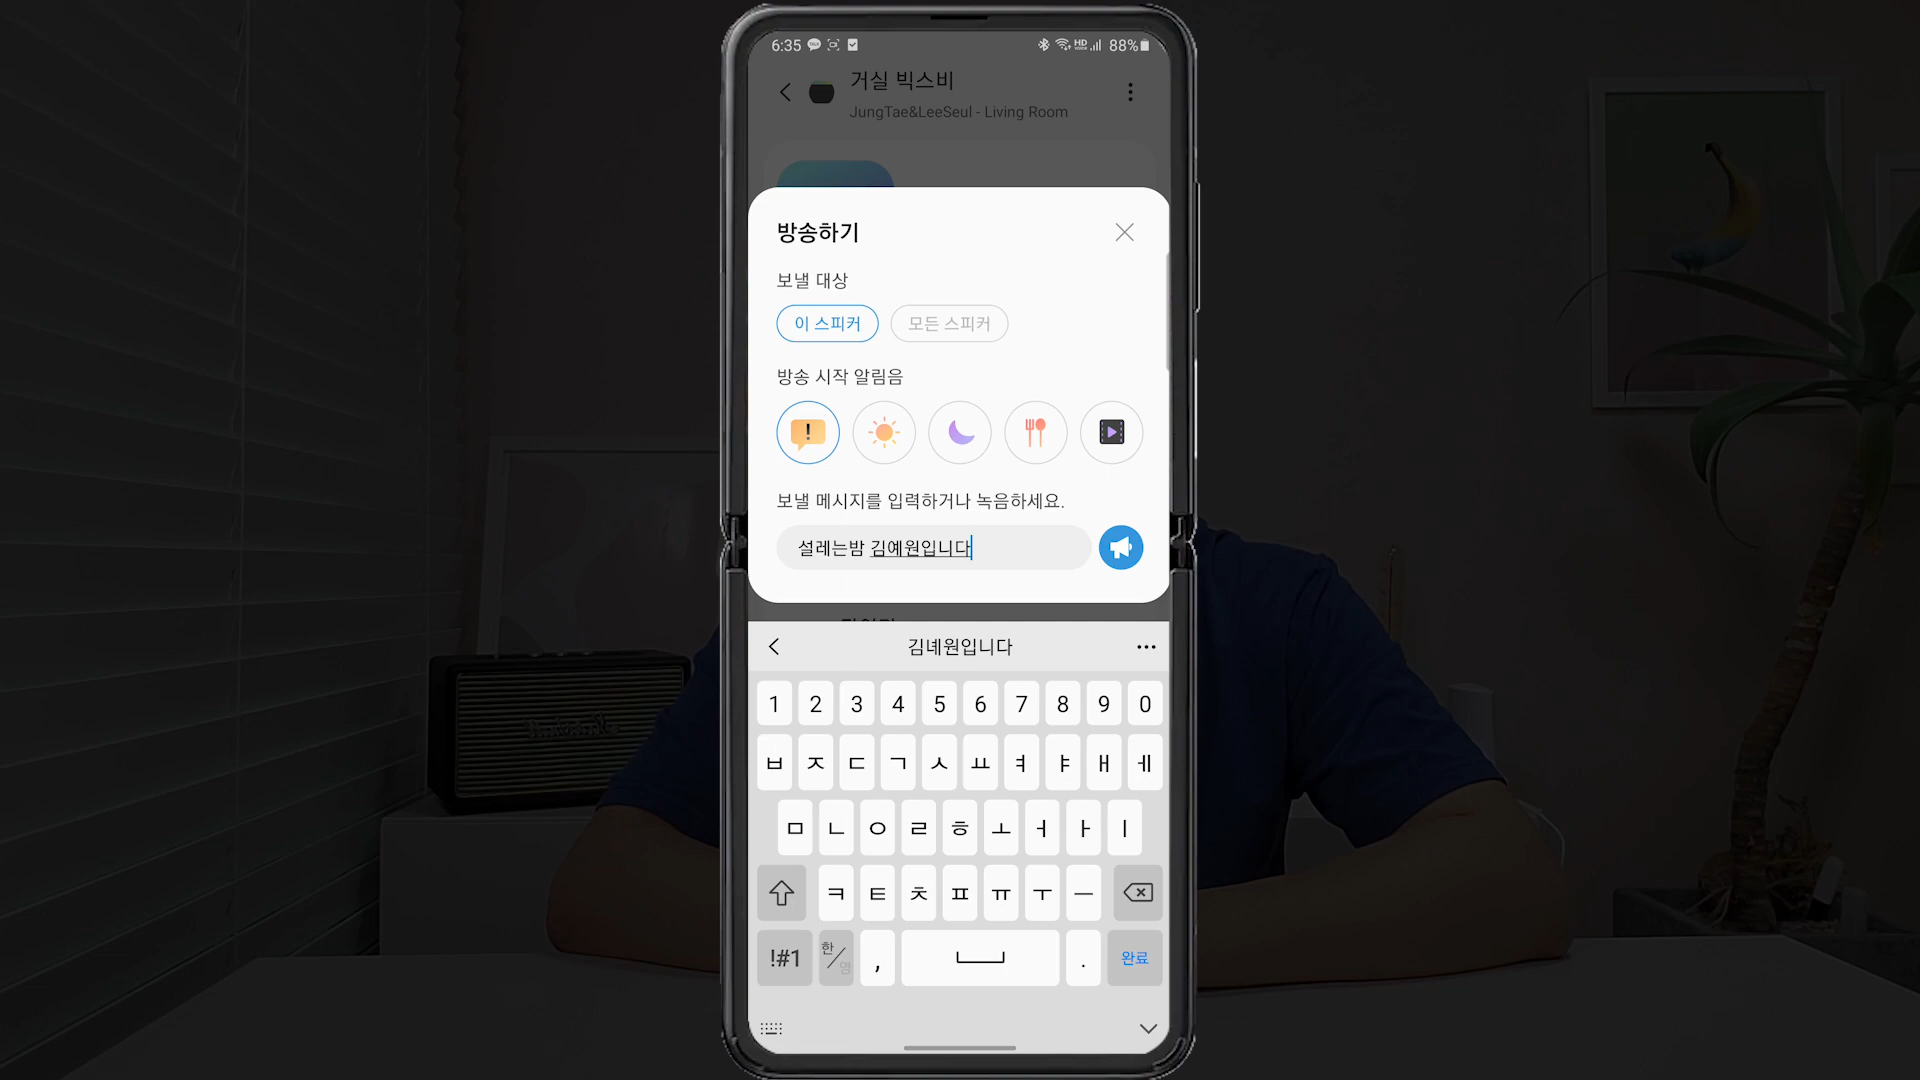 6:35
HD
88%
거실 빅스비
JungTae&LeeSeul - Living Room
방송하기
보낼 대상
이 스피커 모든 스피커
방송 시작 알림음
보낼 메시지를 입력하거나 녹음하세요.
설레는밤 김예원입니다
김녜원입니다
1 2 3 4 5 6 7 8 9 0
ㅂ ㅈ ㄷ ㄱ ㅅ ㅛ ㅕ ㅑ ㅐ ㅔ
ㅁ ㄴ ㅇ ㄹ ㅎ ㅗ ㅓ ㅏ ㅣ
ㅋ ㅌ ㅊ ㅍ ㅠ ㅜ ㅡ
!#1 한/영 , . 완료